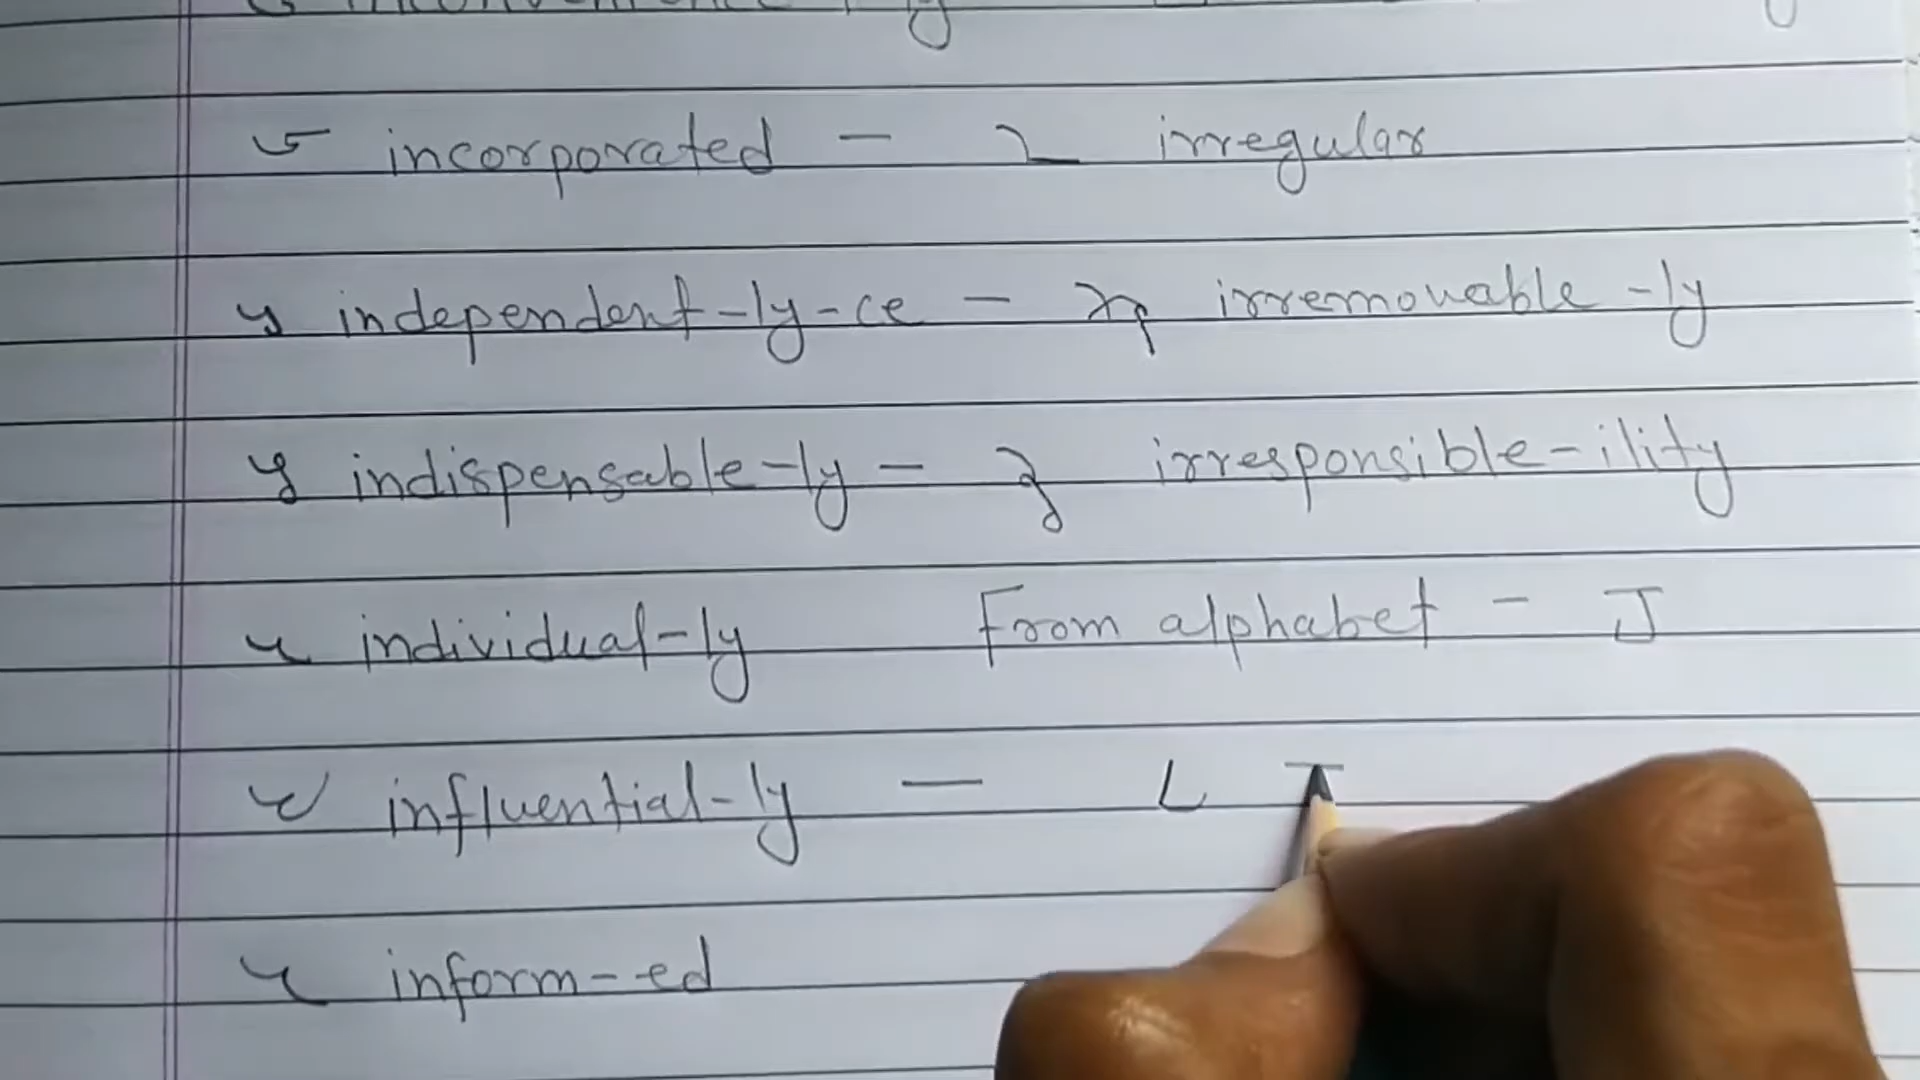 incorporated - irregular
independent-ly-ce - irremovable-ly
indispensable-ly - irresponsible-ility
individual-ly From alphabet - J
influential-ly -
inform-ed